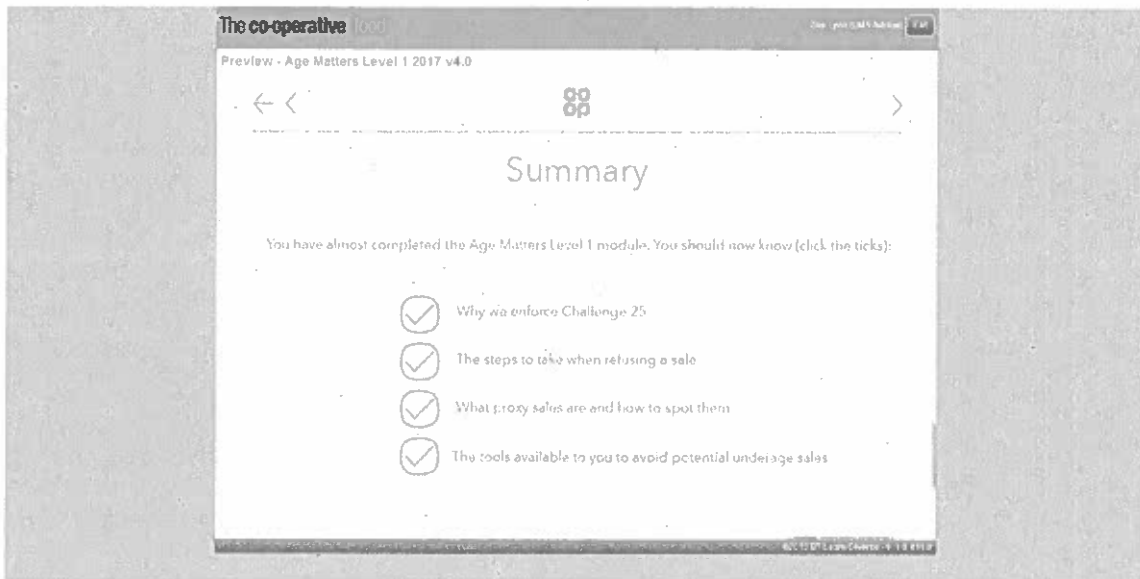 The co-operative food
Preview - Age Matters Level 1 2017 v4.0
co
op
Summary
You have almost completed the Age Matters Level 1 module. You should now know (click the ticks):
Why we enforce Challenge 25
The steps to take when refusing a sale
What proxy sales are and how to spot them
The tools available to you to avoid potential underage sales